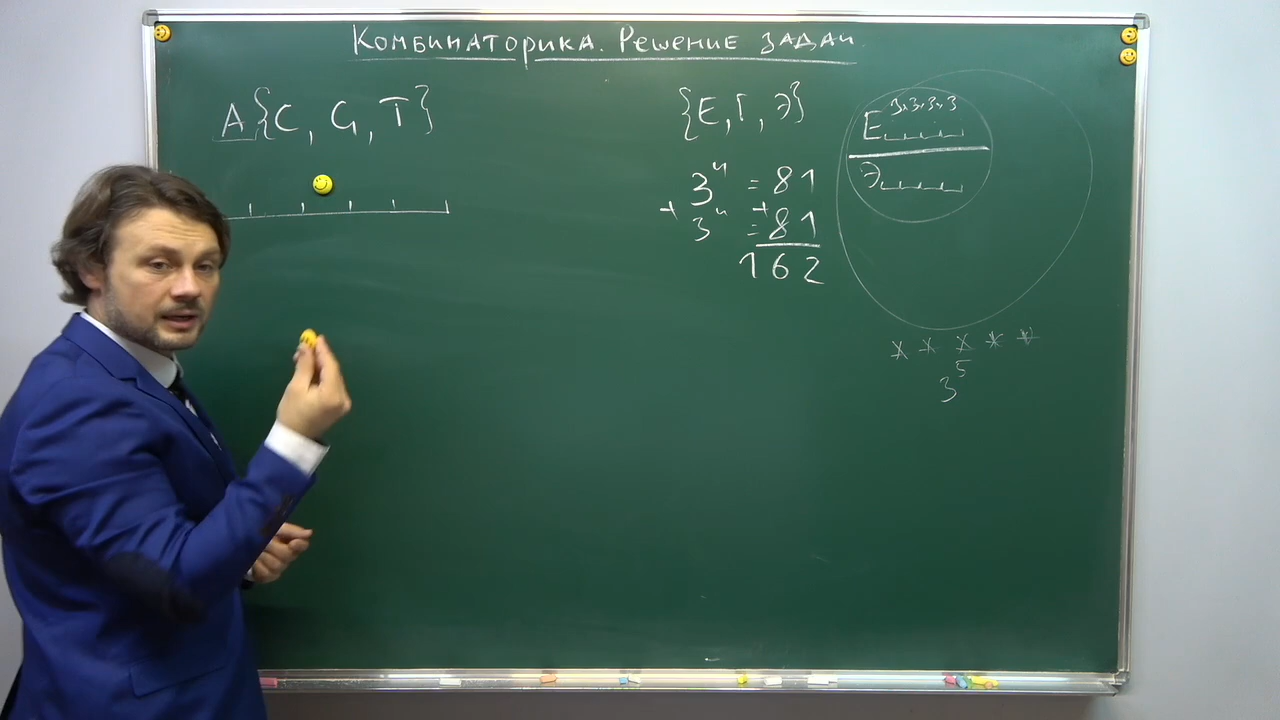 Комбинаторика. Решение задач.
A{C, G, T}
{Е, Г, Э}
3⁴ = 81
+ 3⁴ + = 81
162
3·3·3·3
Е
Э
* * * * *
3⁵